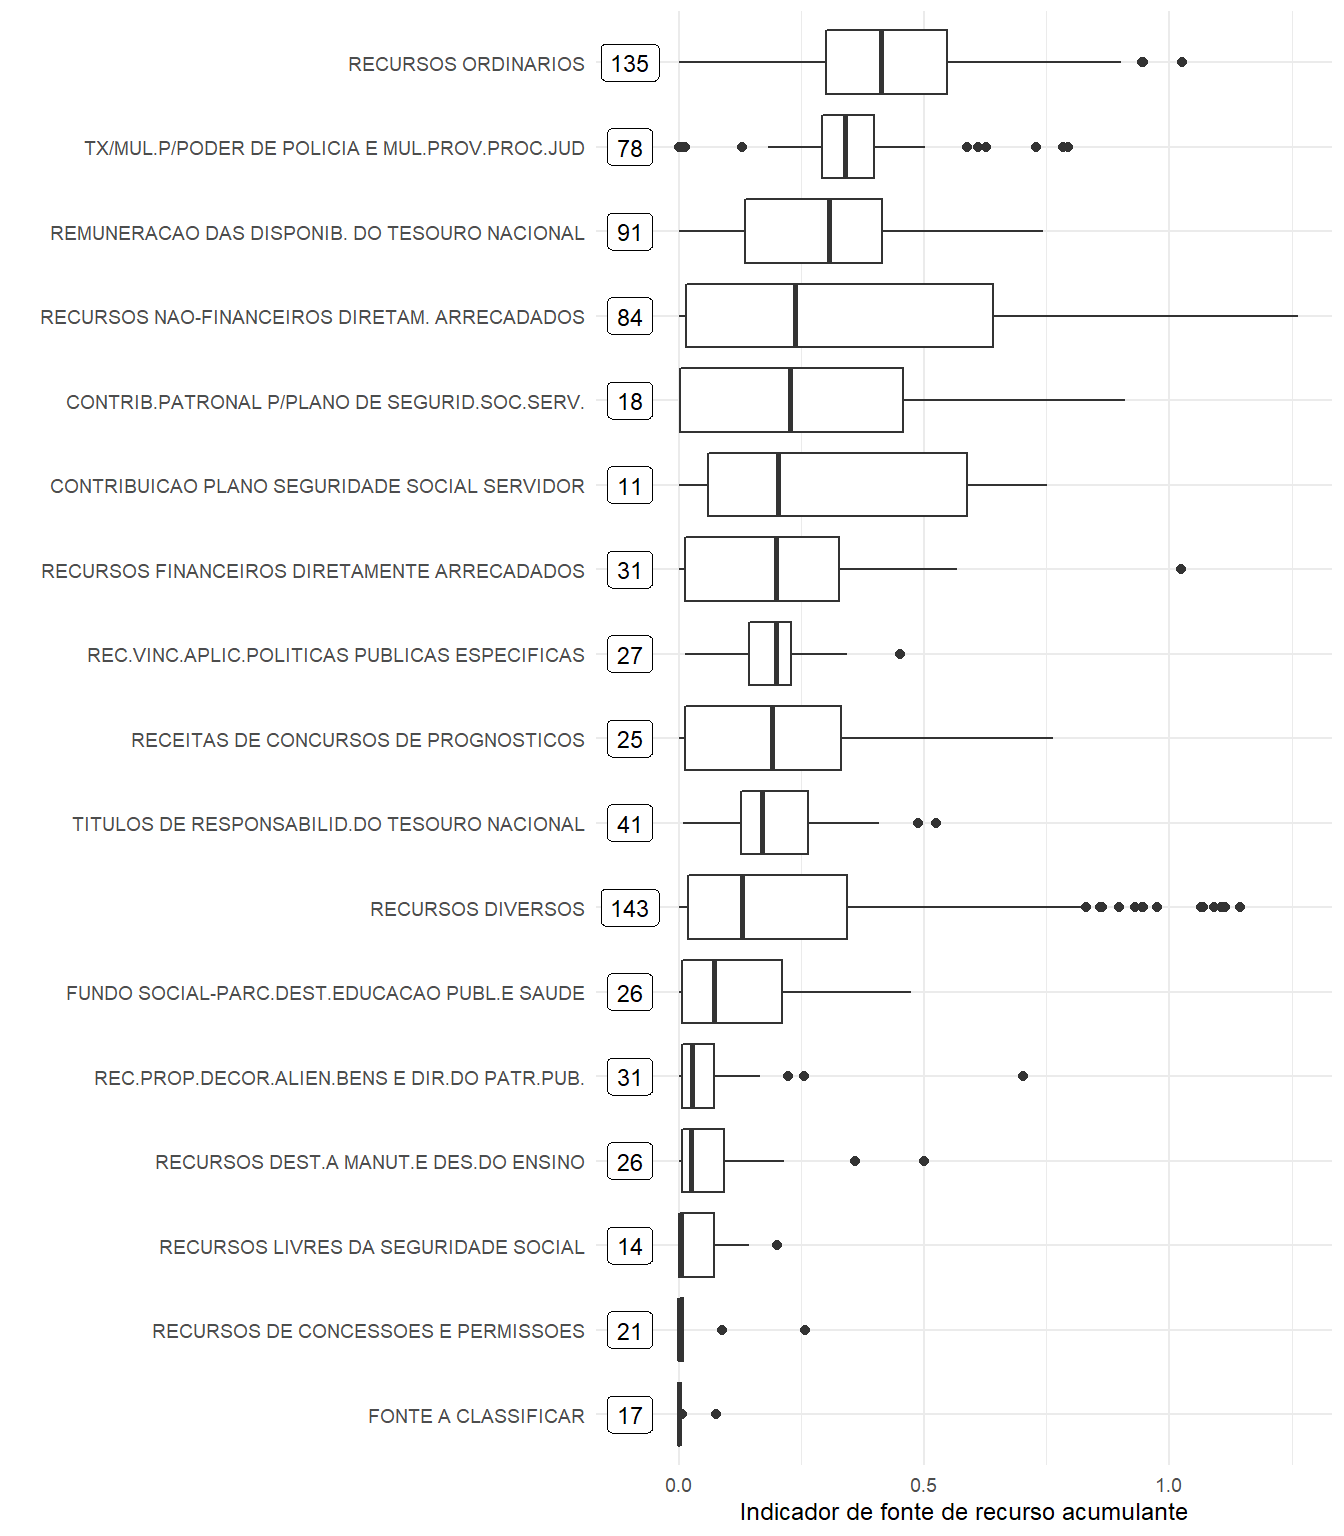 RECURSOS ORDINARIOS 135
TX/MUL.P/PODER DE POLICIA E MUL.PROV.PROC.JUD 78
REMUNERACAO DAS DISPONIB. DO TESOURO NACIONAL 91
RECURSOS NAO-FINANCEIROS DIRETAM. ARRECADADOS 84
CONTRIB.PATRONAL P/PLANO DE SEGURID.SOC.SERV. 18
CONTRIBUICAO PLANO SEGURIDADE SOCIAL SERVIDOR 11
RECURSOS FINANCEIROS DIRETAMENTE ARRECADADOS 31
REC.VINC.APLIC.POLITICAS PUBLICAS ESPECIFICAS 27
RECEITAS DE CONCURSOS DE PROGNOSTICOS 25
TITULOS DE RESPONSABILID.DO TESOURO NACIONAL 41
RECURSOS DIVERSOS 143
FUNDO SOCIAL-PARC.DEST.EDUCACAO PUBL.E SAUDE 26
REC.PROP.DECOR.ALIEN.BENS E DIR.DO PATR.PUB. 31
RECURSOS DEST.A MANUT.E DES.DO ENSINO 26
RECURSOS LIVRES DA SEGURIDADE SOCIAL 14
RECURSOS DE CONCESSOES E PERMISSOES 21
FONTE A CLASSIFICAR 17
0.0 0.5 1.0
Indicador de fonte de recurso acumulante